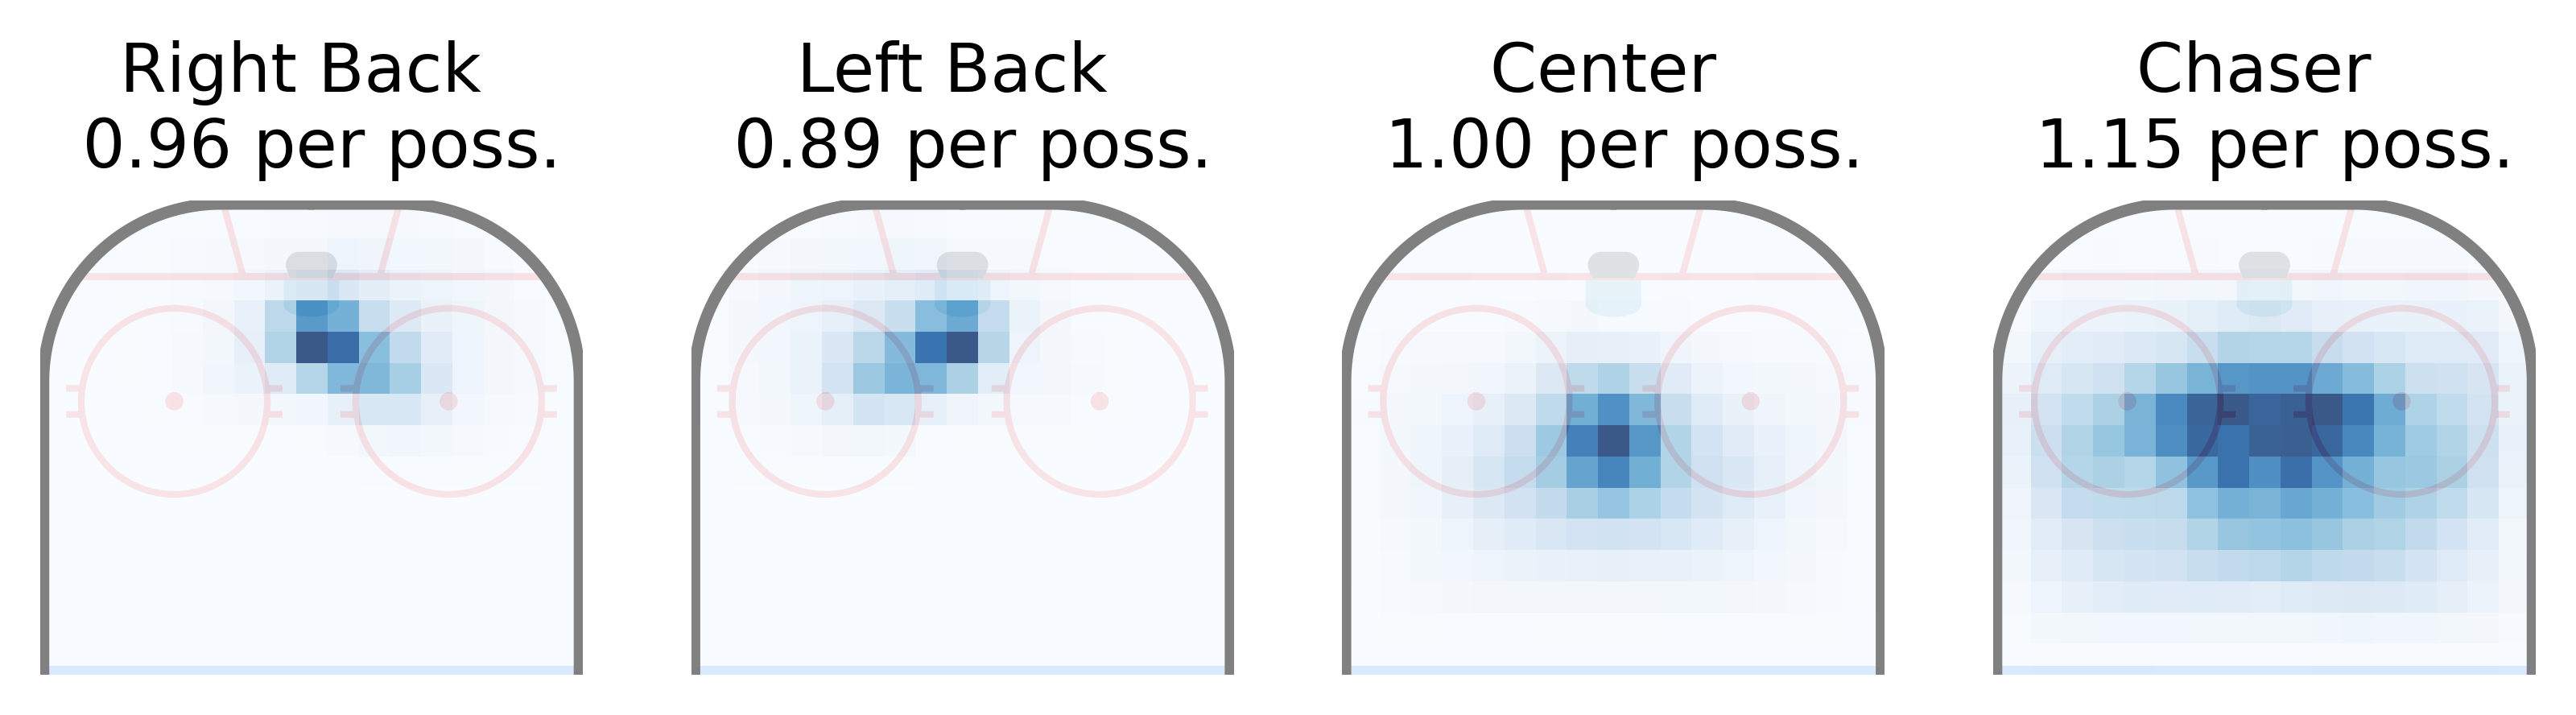 Right Back
0.96 per poss.
Left Back
0.89 per poss.
Center
1.00 per poss.
Chaser
1.15 per poss.